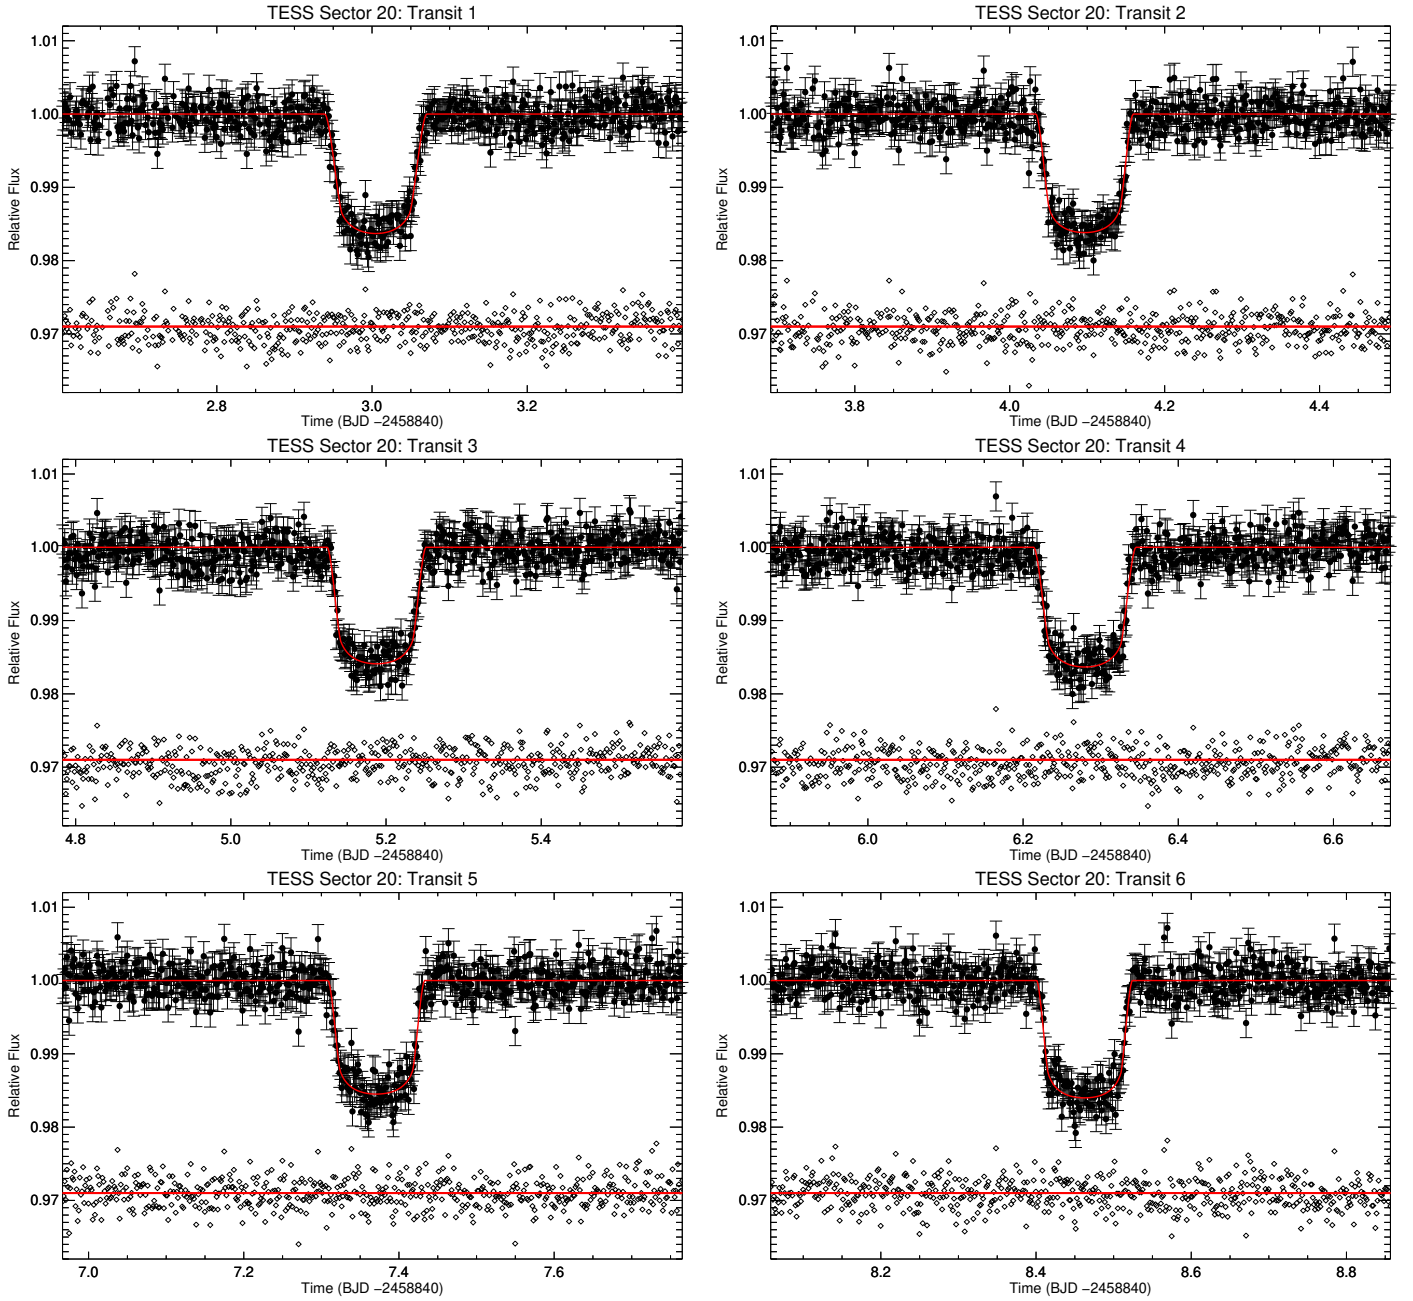 TESS Sector 20: Transit 1
1.01
1.00
0.99
0.98
0.97
Relative Flux
2.8 3.0 3.2
Time (BJD −2458840)
TESS Sector 20: Transit 2
1.01
1.00
0.99
0.98
0.97
Relative Flux
3.8 4.0 4.2 4.4
Time (BJD −2458840)
TESS Sector 20: Transit 3
1.01
1.00
0.99
0.98
0.97
Relative Flux
4.8 5.0 5.2 5.4
Time (BJD −2458840)
TESS Sector 20: Transit 4
1.01
1.00
0.99
0.98
0.97
Relative Flux
6.0 6.2 6.4 6.6
Time (BJD −2458840)
TESS Sector 20: Transit 5
1.01
1.00
0.99
0.98
0.97
Relative Flux
7.0 7.2 7.4 7.6
Time (BJD −2458840)
TESS Sector 20: Transit 6
1.01
1.00
0.99
0.98
0.97
Relative Flux
8.2 8.4 8.6 8.8
Time (BJD −2458840)